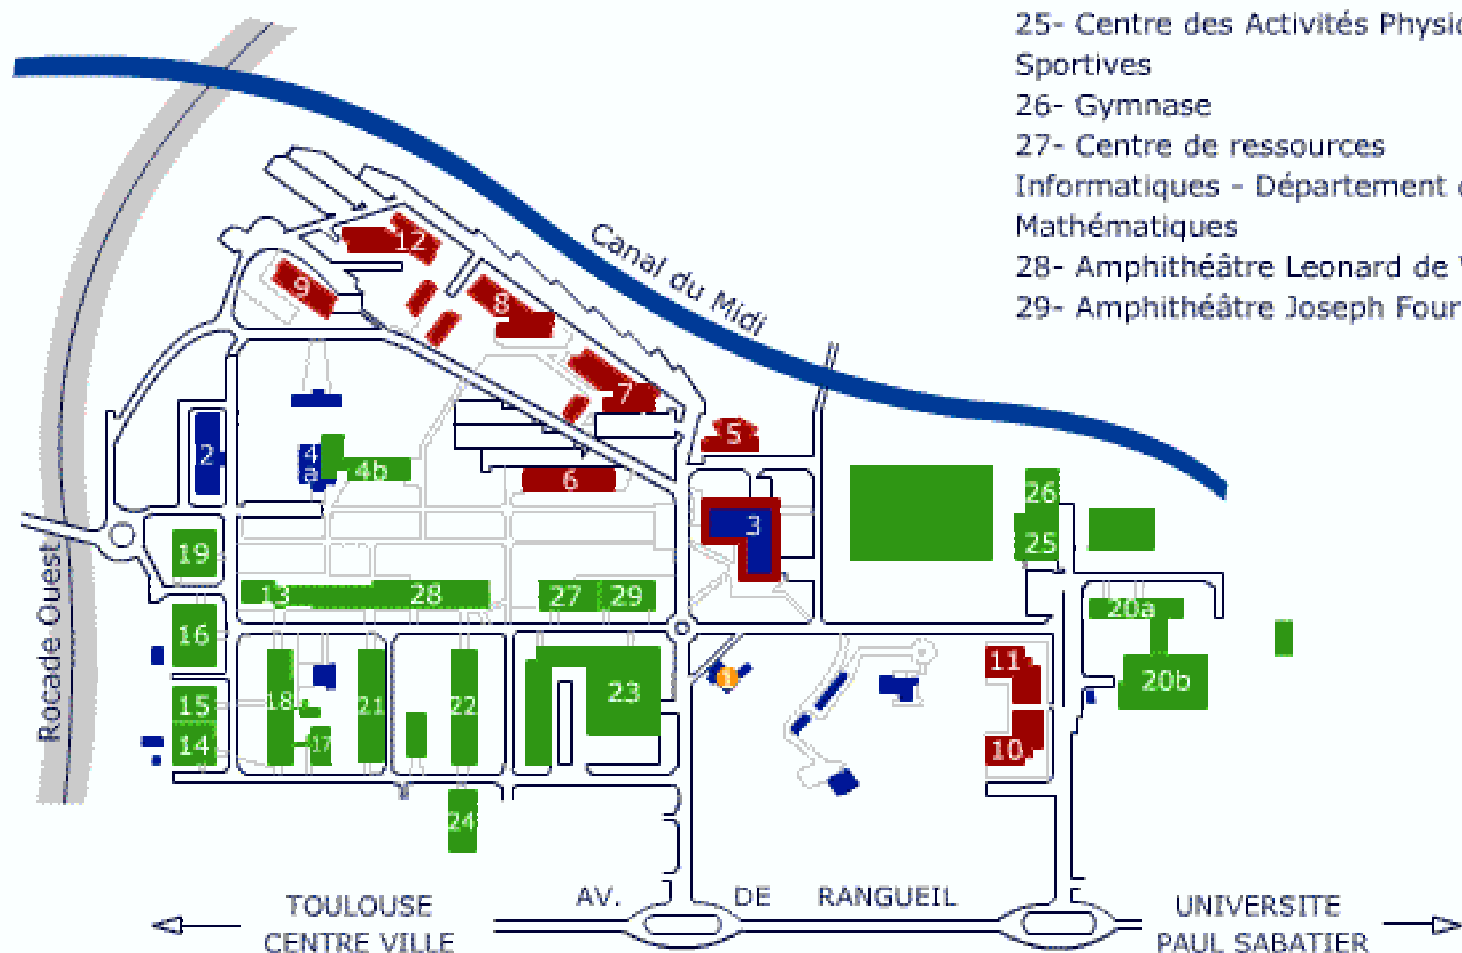 25- Centre des Activités
Sportives
26- Gymnase
27- Centre de ressources
Informatiques - Département
Mathématiques
28- Amphithéâtre Leonard de
29- Amphithéâtre Joseph
Canal du Midi
12
9
8
7
5
2
4
a
4b
6
3
26
25
19
13
28
27
29
20a
16
11
1
20b
15
18
21
22
23
14
17
10
24
Rocade Ouest
AV. DE RANGUEIL
TOULOUSE
CENTRE VILLE
UNIVERSITE
PAUL SABATIER